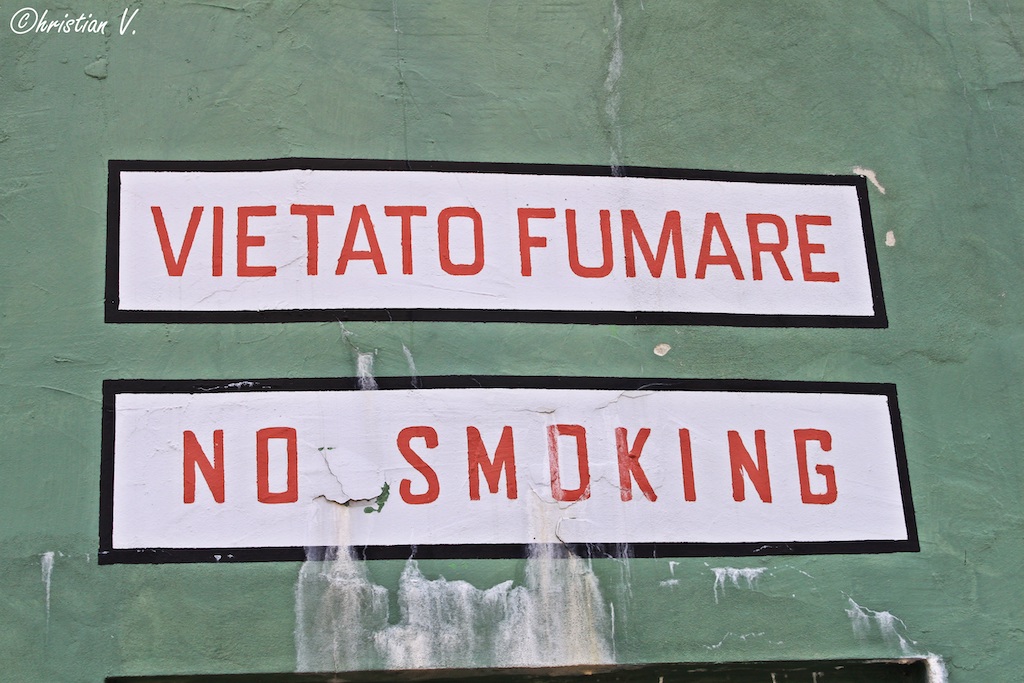 ©hristian V.
VIETATO FUMARE
NO SMOKING